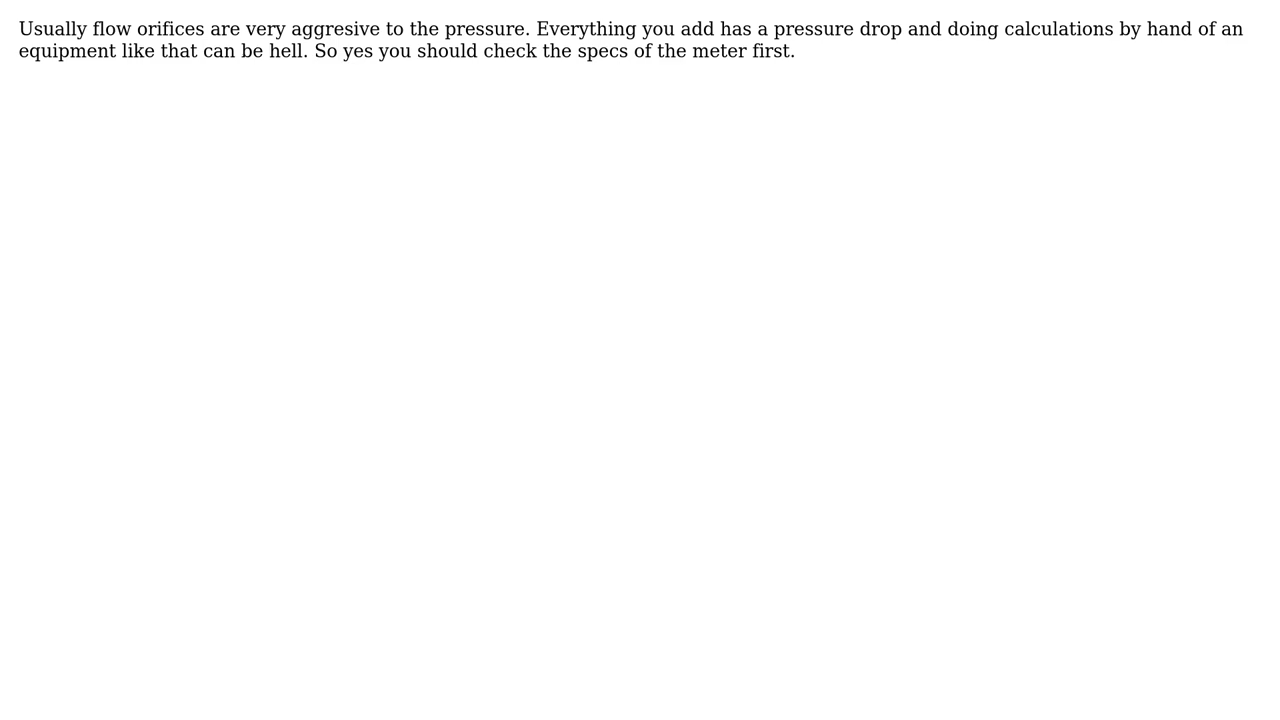 Usually flow orifices are very aggresive to the pressure. Everything you add has a pressure drop and doing calculations by hand of an
equipment like that can be hell. So yes you should check the specs of the meter first.